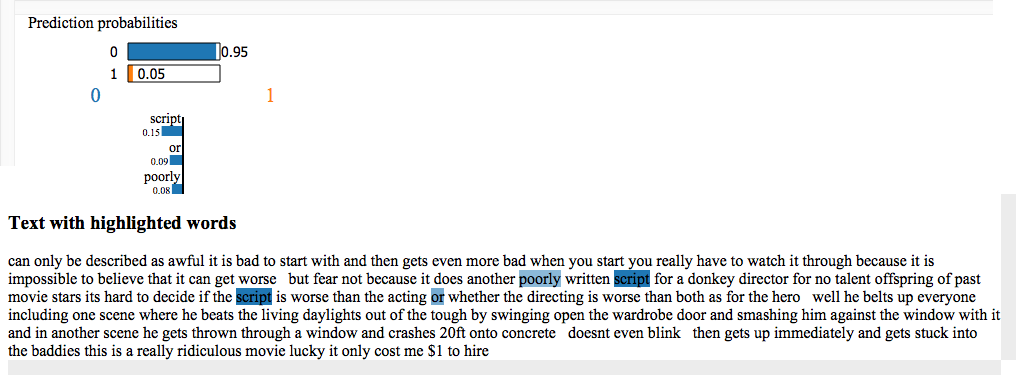 Prediction probabilities
0 0.95
1 0.05
0 1
script
0.15
or
0.09
poorly
0.08
Text with highlighted words
can only be described as awful it is bad to start with and then gets even more bad when you start you really have to watch it through because it is
impossible to believe that it can get worse but fear not because it does another poorly written script for a donkey director for no talent offspring of past
movie stars its hard to decide if the script is worse than the acting or whether the directing is worse than both as for the hero well he belts up everyone
including one scene where he beats the living daylights out of the tough by swinging open the wardrobe door and smashing him against the window with it
and in another scene he gets thrown through a window and crashes 20ft onto concrete doesnt even blink then gets up immediately and gets stuck into
the baddies this is a really ridiculous movie lucky it only cost me $1 to hire